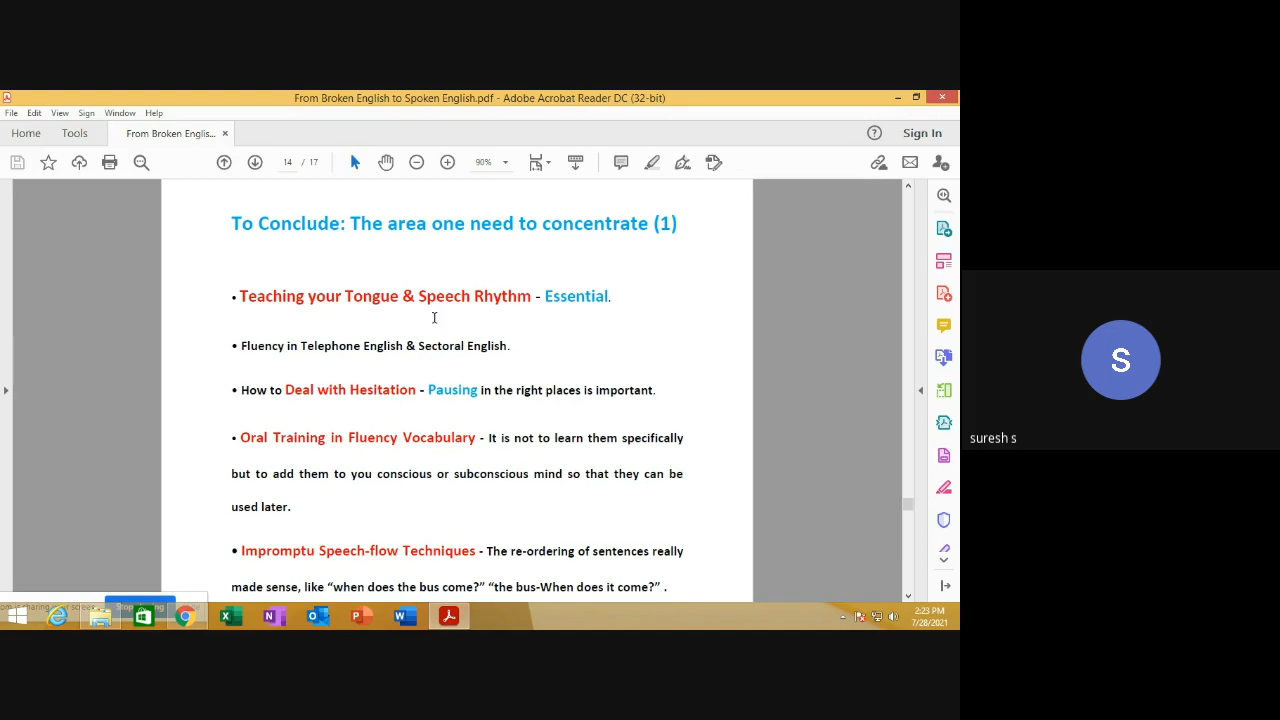 From Broken English to Spoken English.pdf - Adobe Acrobat Reader DC (32-bit)
File Edit View Sign Window Help
Home Tools From Broken Englis... × Sign In
14 / 17 90%
To Conclude: The area one need to concentrate (1)
• Teaching your Tongue & Speech Rhythm - Essential.
• Fluency in Telephone English & Sectoral English.
• How to Deal with Hesitation - Pausing in the right places is important.
• Oral Training in Fluency Vocabulary - It is not to learn them specifically
but to add them to you conscious or subconscious mind so that they can be
used later.
• Impromptu Speech-flow Techniques - The re-ordering of sentences really
made sense, like “when does the bus come?” “the bus-When does it come?” .
S
suresh s
2:23 PM
7/28/2021